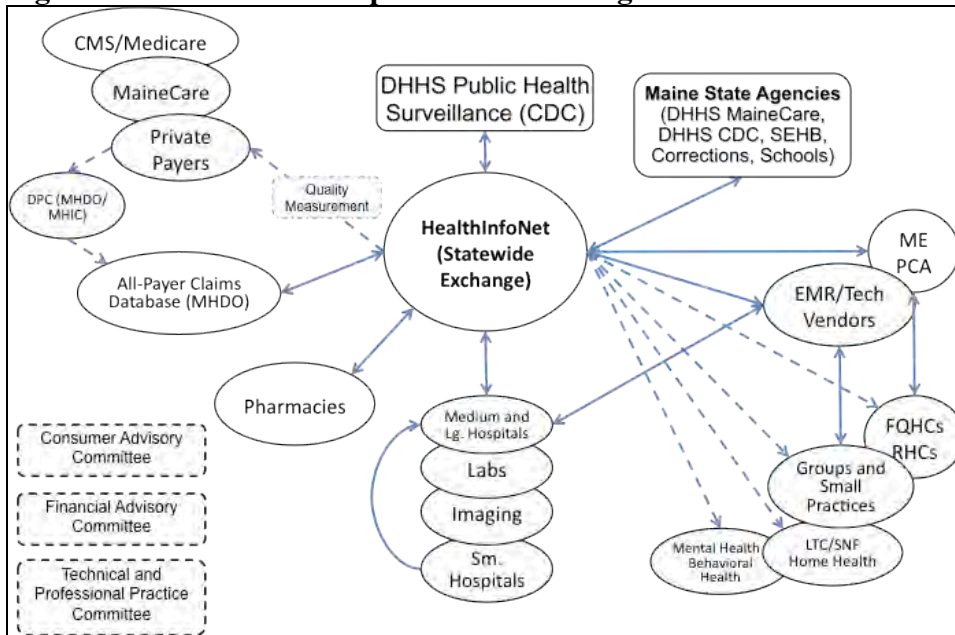 CMS/Medicare
MaineCare
Private
Payers
DPC (MHDO/
MHIC)
All-Payer Claims
Database (MHDO)
Quality
Measurement
DHHS Public Health
Surveillance (CDC)
Maine State Agencies
(DHHS MaineCare,
DHHS CDC, SEHB,
Corrections, Schools)
HealthInfoNet
(Statewide
Exchange)
ME
PCA
EMR/Tech
Vendors
Pharmacies
Medium and
Lg. Hospitals
Labs
Imaging
Sm.
Hospitals
FQHCs
RHCs
Groups and
Small
Practices
LTC/SNF
Home Health
Mental Health
Behavioral
Health
Consumer Advisory
Committee
Financial Advisory
Committee
Technical and
Professional Practice
Committee